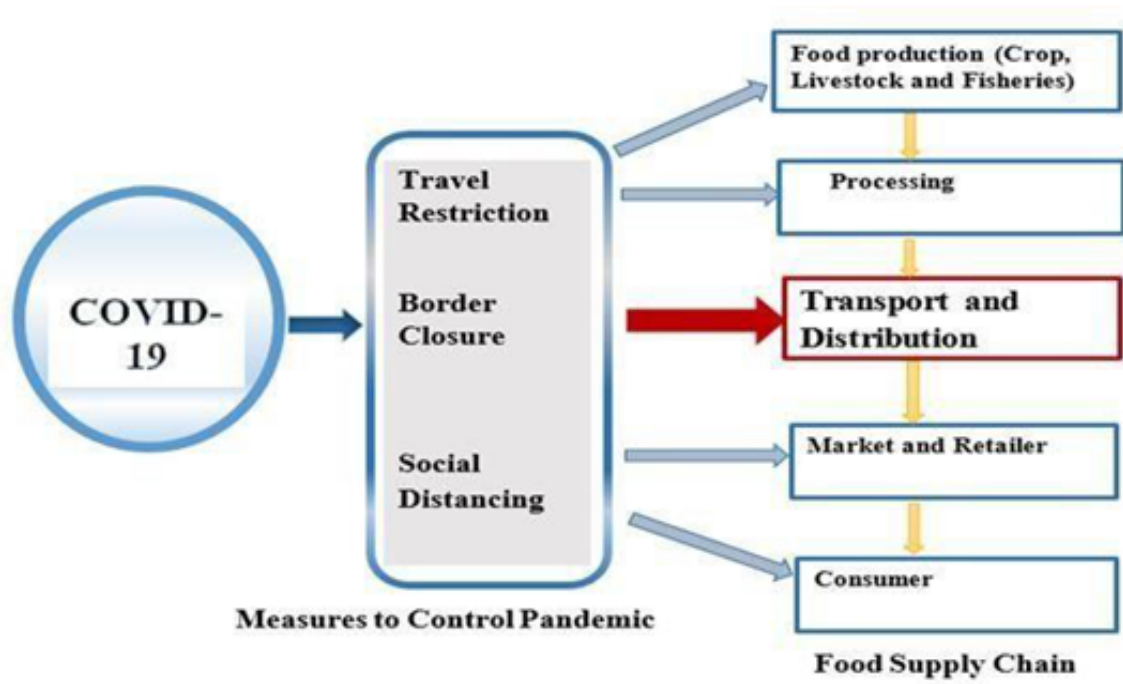 COVID-
19
Travel
Restriction
Border
Closure
Social
Distancing
Measures to Control Pandemic
Food production (Crop,
Livestock and Fisheries)
Processing
Transport and
Distribution
Market and Retailer
Consumer
Food Supply Chain